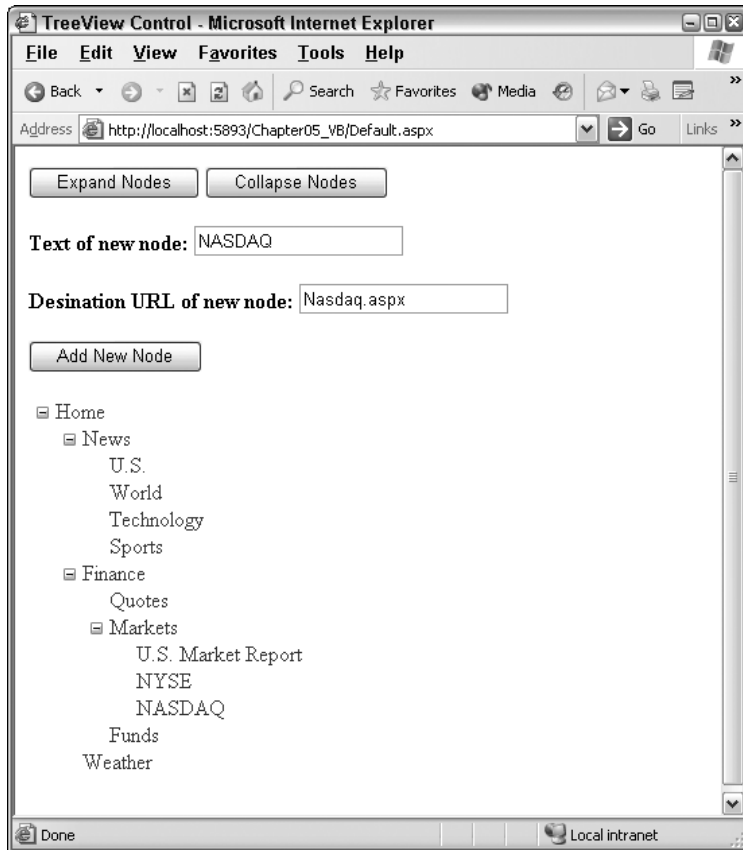 TreeView Control - Microsoft Internet Explorer
File Edit View Favorites Tools Help
Back Search Favorites Media »
Address http://localhost:5893/Chapter05_VB/Default.aspx Go Links »
Expand Nodes Collapse Nodes
Text of new node: NASDAQ
Desination URL of new node: Nasdaq.aspx
Add New Node
Home
News
U.S.
World
Technology
Sports
Finance
Quotes
Markets
U.S. Market Report
NYSE
NASDAQ
Funds
Weather
Done Local intranet